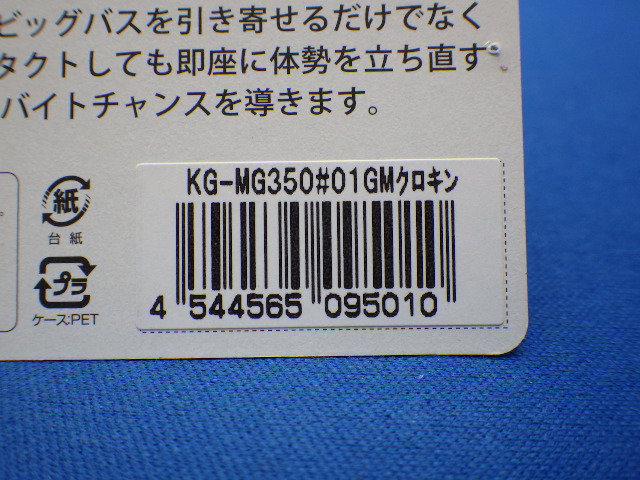 ビッグバスを引き寄せるだけでなく
タクトしても即座に体勢を立ち直す
バイトチャンスを導きます。
KG-MG350#01GMクロキン
紙
台 紙
プラ
ケース:PET
4 544565 095010